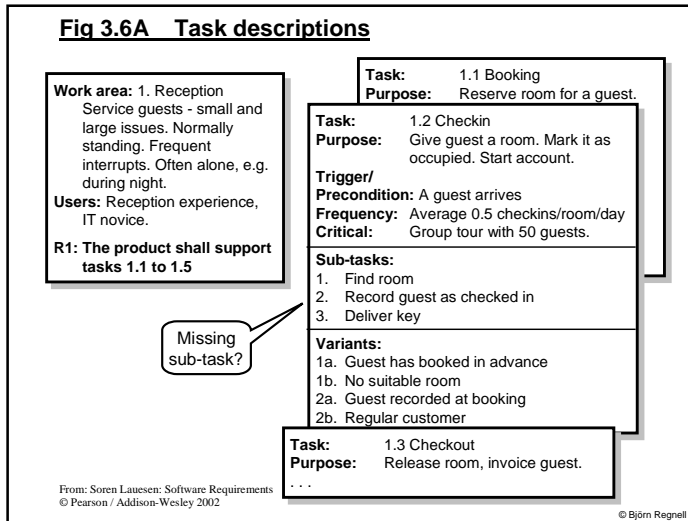 Fig 3.6A Task descriptions
Work area: 1. Reception
Service guests - small and
large issues. Normally
standing. Frequent
interrupts. Often alone, e.g.
during night.
Users: Reception experience,
IT novice.
R1: The product shall support
tasks 1.1 to 1.5
Task: 1.1 Booking
Purpose: Reserve room for a guest.
Task: 1.2 Checkin
Purpose: Give guest a room. Mark it as
occupied. Start account.
Trigger/
Precondition: A guest arrives
Frequency: Average 0.5 checkins/room/day
Critical: Group tour with 50 guests.
Sub-tasks:
1. Find room
2. Record guest as checked in
3. Deliver key
Missing
sub-task?
Variants:
1a. Guest has booked in advance
1b. No suitable room
2a. Guest recorded at booking
2b. Regular customer
Task: 1.3 Checkout
Purpose: Release room, invoice guest.
. . .
From: Soren Lauesen: Software Requirements
© Pearson / Addison-Wesley 2002
© Björn Regnell